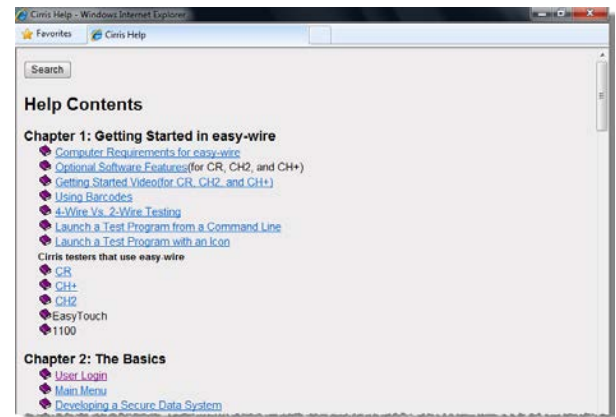 Cirris Help - Windows Internet Explorer
Favorites Cirris Help
Search
Help Contents
Chapter 1: Getting Started in easy-wire
Computer Requirements for easy-wire
Optional Software Features(for CR, CH2, and CH+)
Getting Started Video(for CR, CH2, and CH+)
Using Barcodes
4-Wire Vs. 2-Wire Testing
Launch a Test Program from a Command Line
Launch a Test Program with an Icon
Cirris testers that use easy-wire
CR
CH+
CH2
EasyTouch
1100
Chapter 2: The Basics
User Login
Main Menu
Developing a Secure Data System